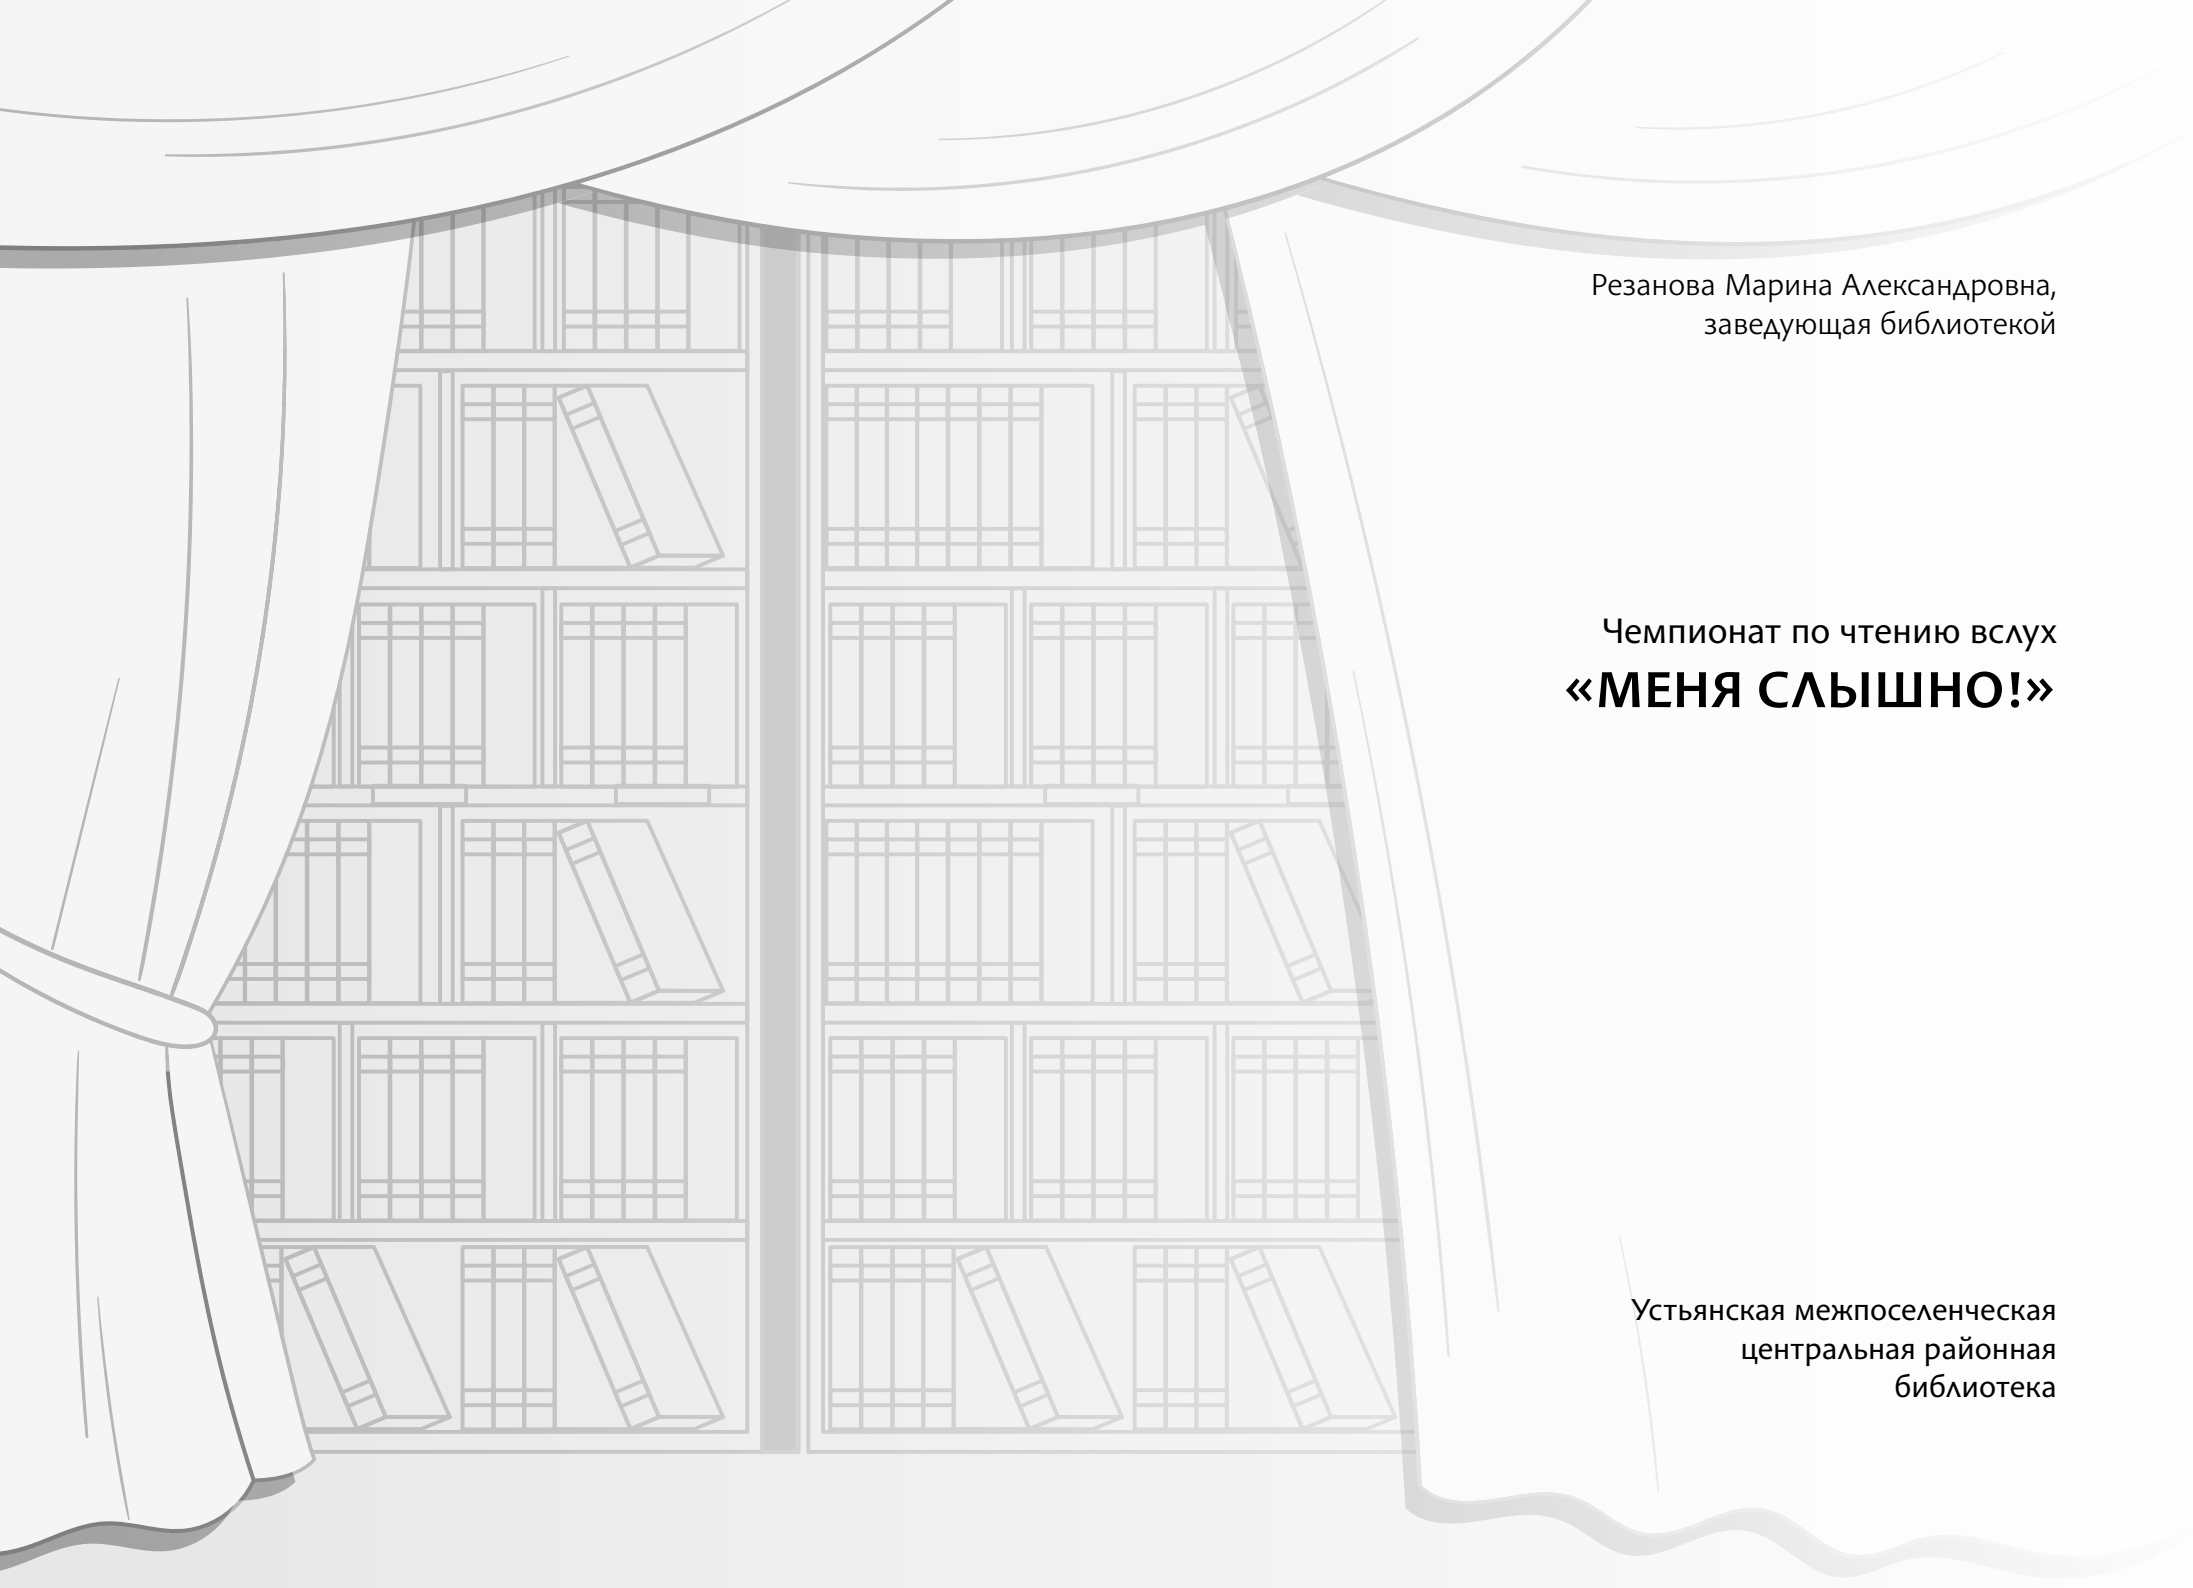 Резанова Марина Александровна,
заведующая библиотекой
Чемпионат по чтению вслух
«МЕНЯ СЛЫШНО!»
Устьянская межпоселенческая
центральная районная
библиотека